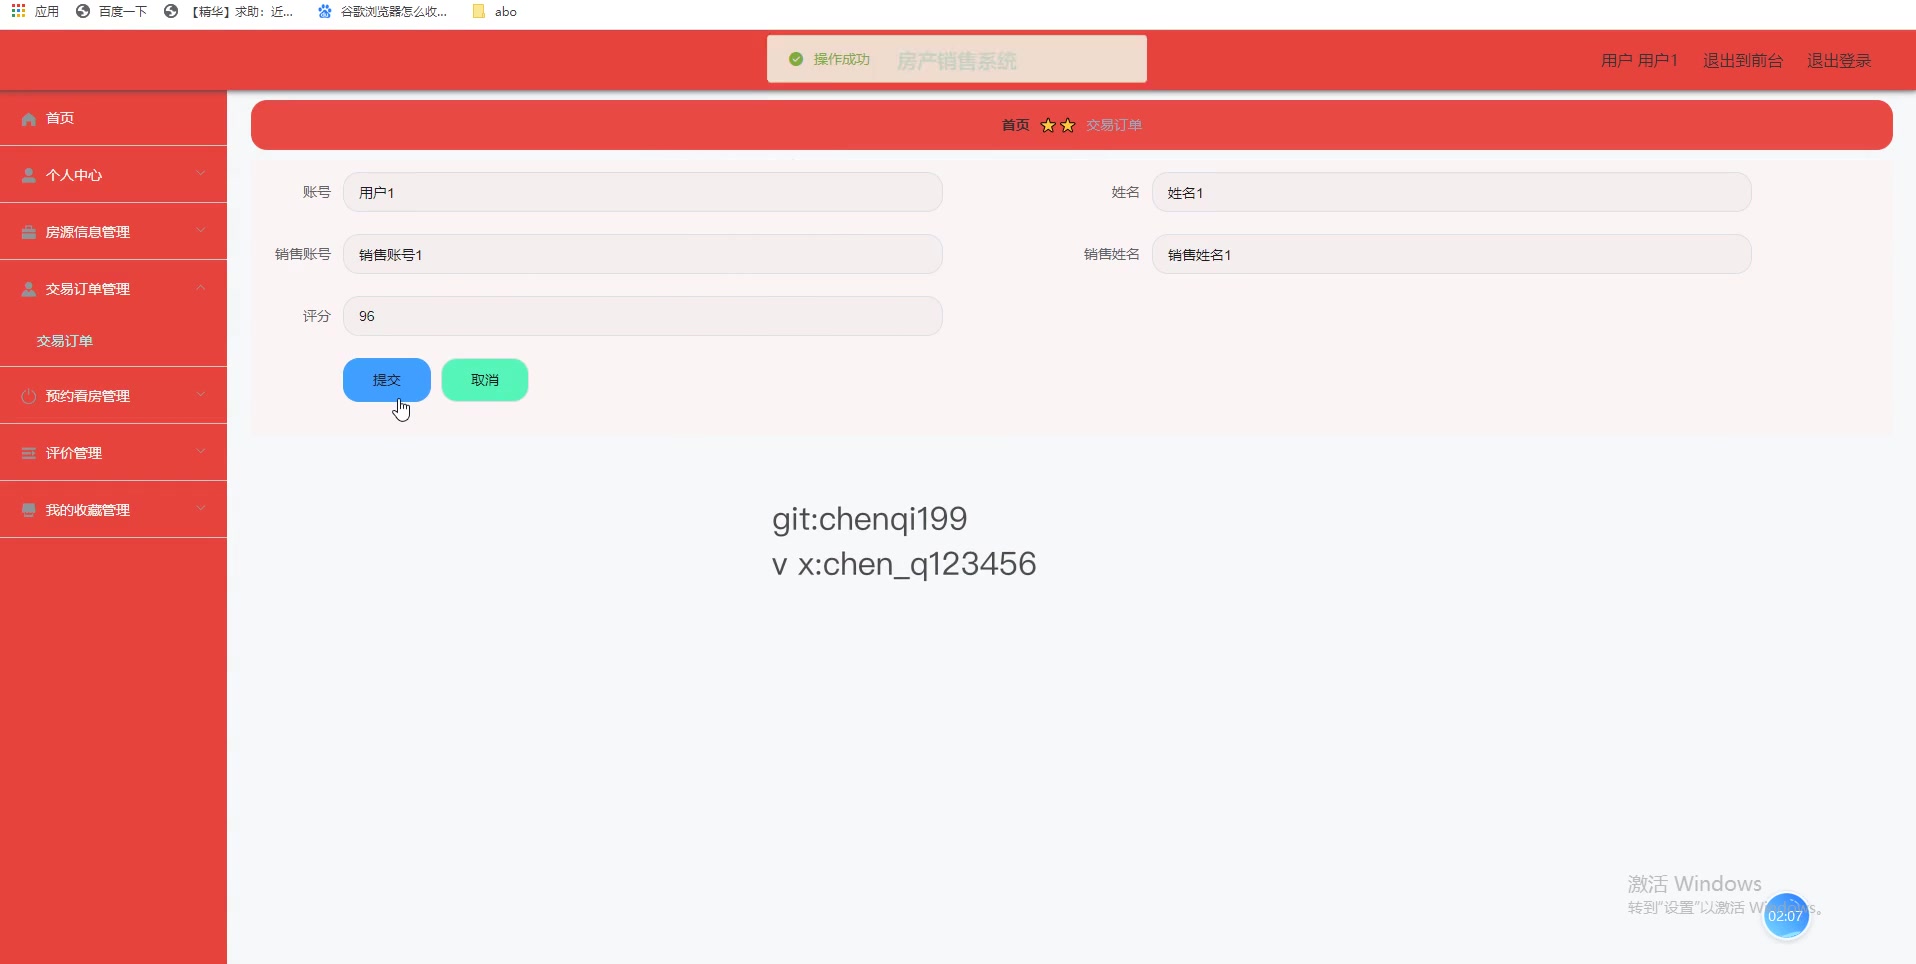 应用 百度一下 【精华】求助：近... 谷歌浏览器怎么收... abo
操作成功 房产销售系统 用户 用户1 退出到前台 退出登录
首页
个人中心
房源信息管理
交易订单管理
交易订单
预约看房管理
评价管理
我的收藏管理
首页 交易订单
账号 用户1 姓名 姓名1
销售账号 销售账号1 销售姓名 销售姓名1
评分 96
提交 取消
git:chenqi199
v x:chen_q123456
激活 Windows
转到"设置"以激活 Windows。
02:07